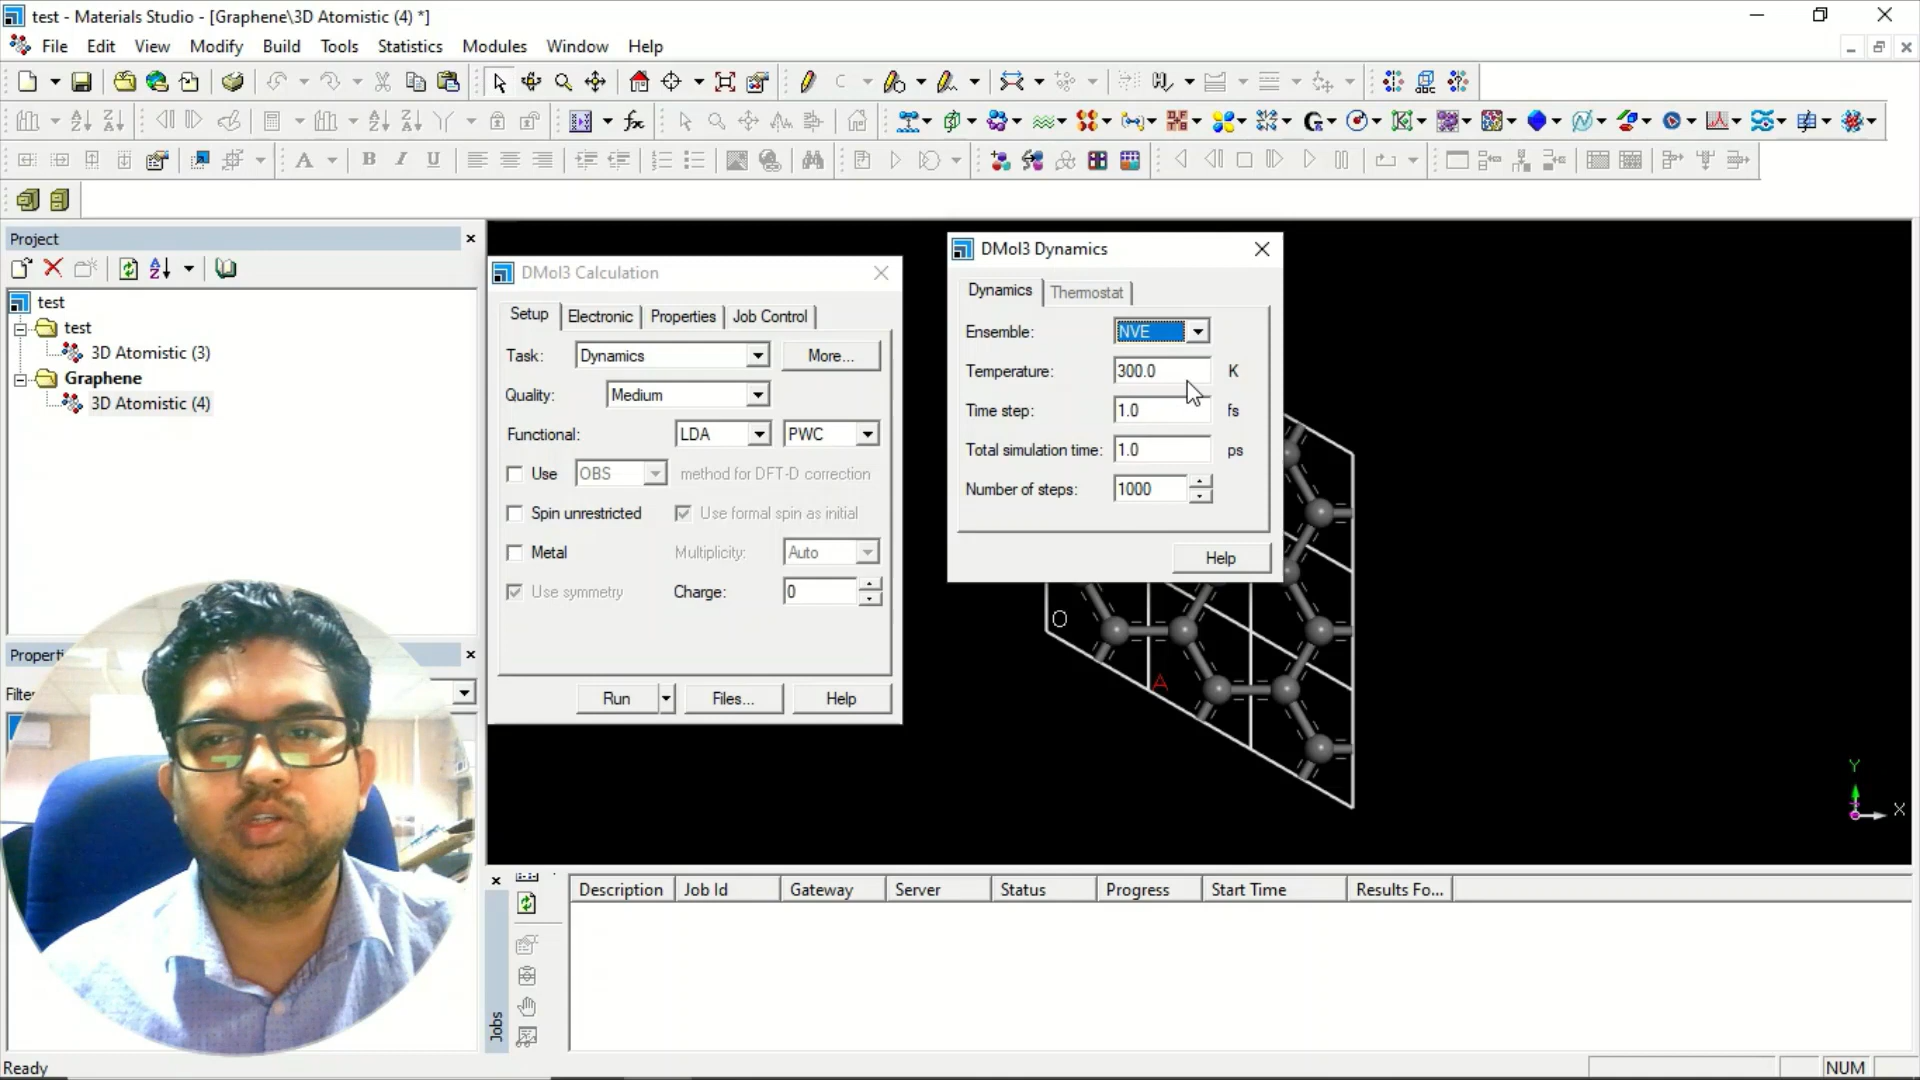 test - Materials Studio - [Graphene\3D Atomistic (4) *]
File Edit View Modify Build Tools Statistics Modules Window Help
Project
test
test
3D Atomistic (3)
Graphene
3D Atomistic (4)
DMol3 Calculation
Setup Electronic Properties Job Control
Task: Dynamics More...
Quality: Medium
Functional: LDA PWC
Use OBS method for DFT-D correction
Spin unrestricted Use formal spin as initial
Metal Multiplicity: Auto
Use symmetry Charge: 0
Run Files... Help
DMol3 Dynamics
Dynamics Thermostat
Ensemble: NVE
Temperature: 300.0 K
Time step: 1.0 fs
Total simulation time: 1.0 ps
Number of steps: 1000
Help
O
A
Y
X
Jobs
Description Job Id Gateway Server Status Progress Start Time Results Fo...
Ready
NUM